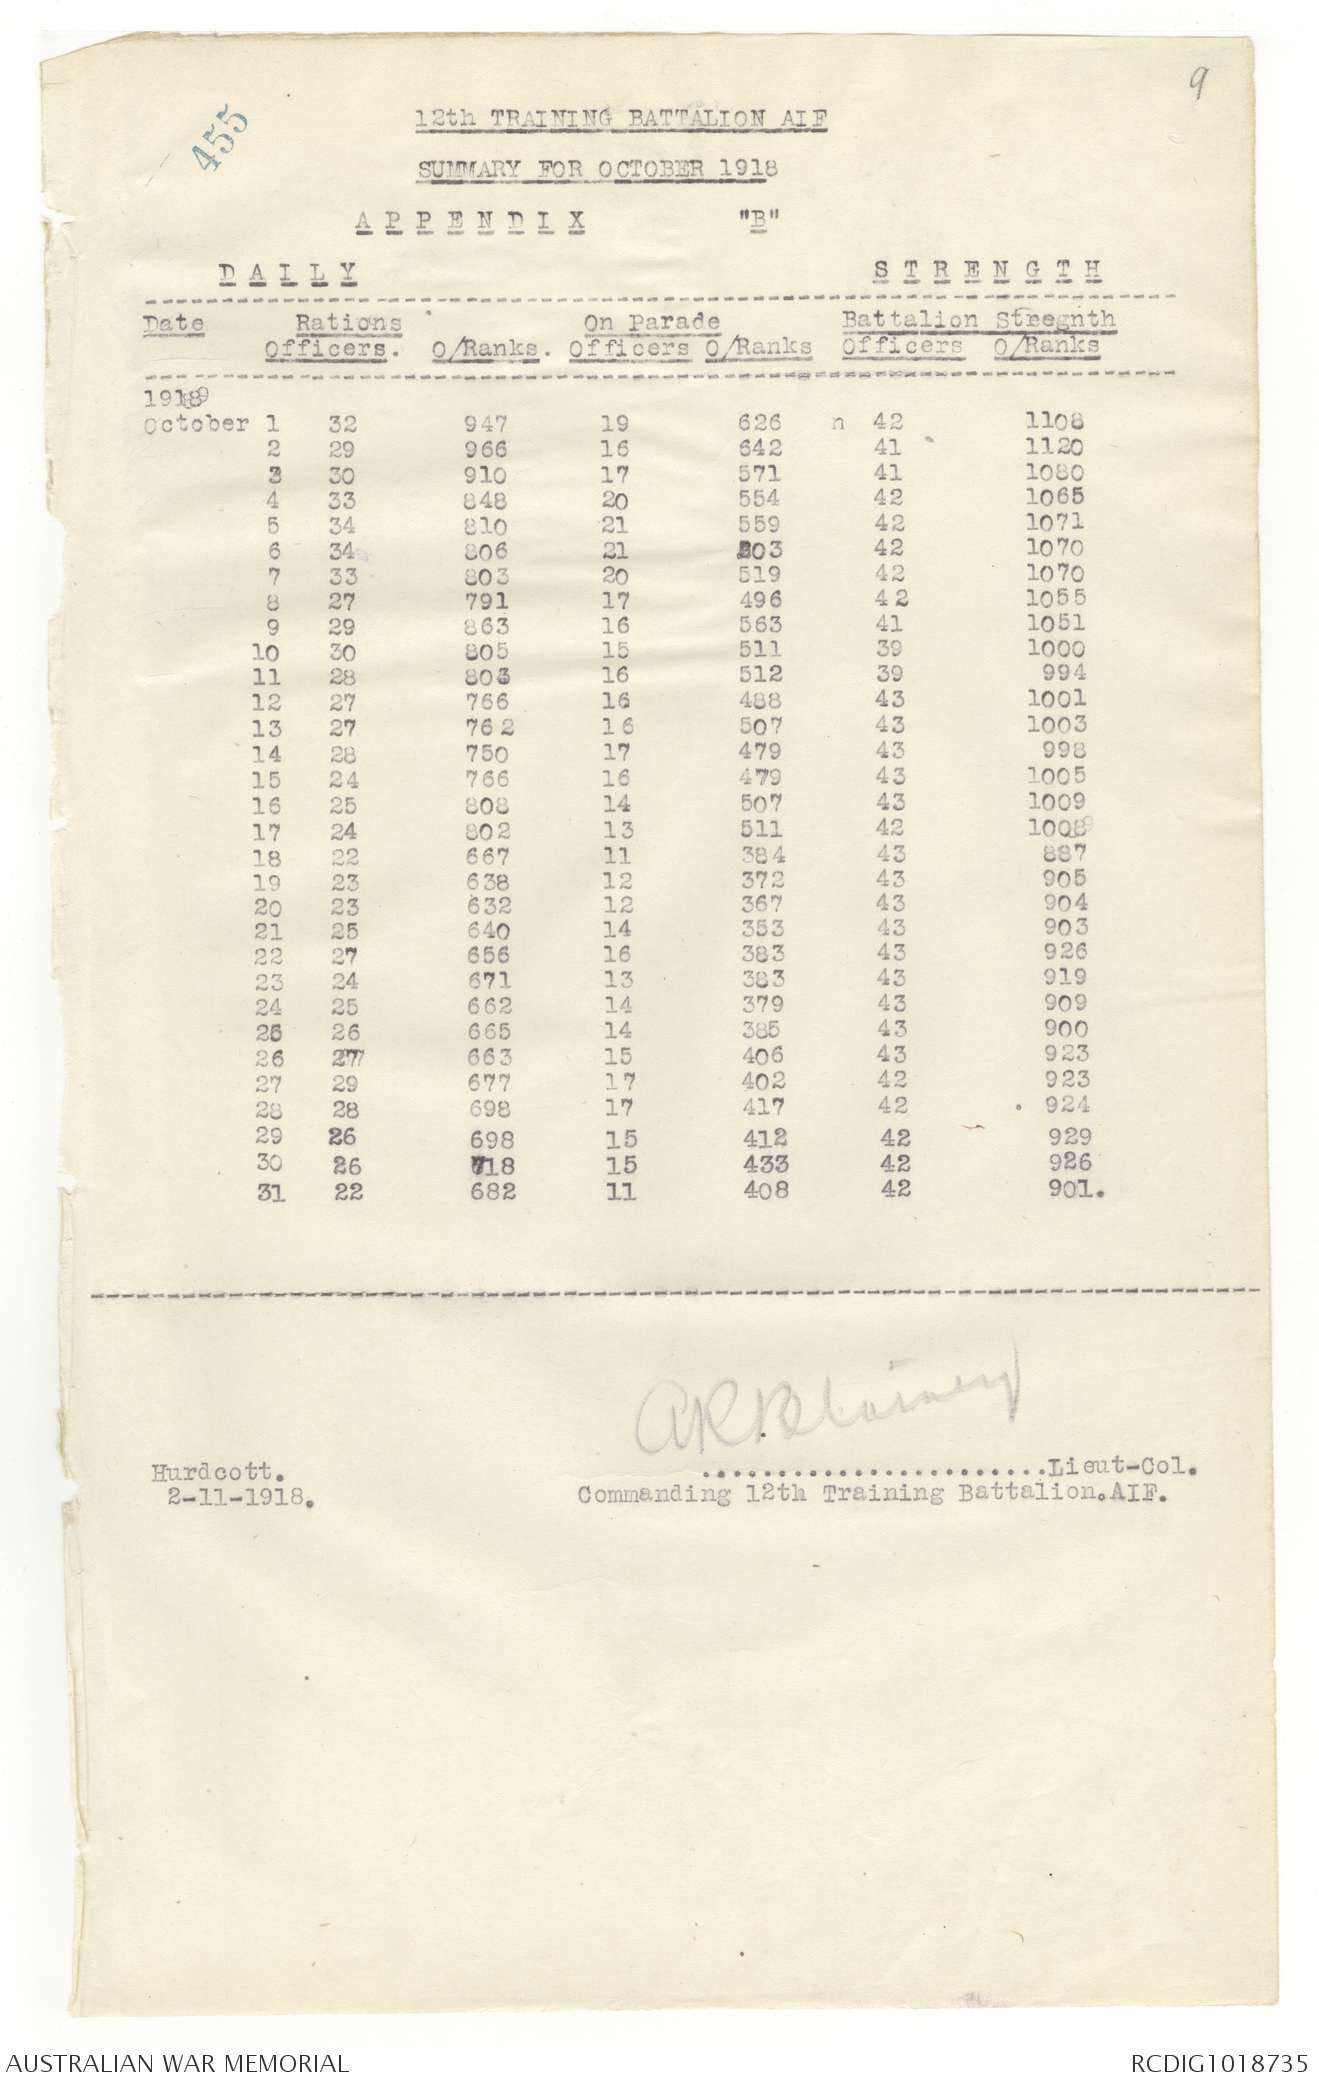 9
455
12th TRAINING BATTALION AIF
SUMMARY FOR OCTOBER 1918
A P P E N D I X "B"
D A I L Y S T R E N G T H
Date Rations On Parade Battalion Streegnth
Officers. O/Ranks. Officers O/Ranks Officers O/Ranks
1918
October 1 32 947 19 626 n 42 1108
2 29 966 16 642 41 1120
3 30 910 17 571 41 1080
4 33 848 20 554 42 1065
5 34 810 21 559 42 1071
6 34 806 21 503 42 1070
7 33 803 20 519 42 1070
8 27 791 17 496 42 1055
9 29 863 16 563 41 1051
10 30 805 15 511 39 1000
11 28 803 16 512 39 994
12 27 766 16 488 43 1001
13 27 762 16 507 43 1003
14 28 750 17 479 43 998
15 24 766 16 479 43 1005
16 25 808 14 507 43 1009
17 24 802 13 511 42 1008
18 22 667 11 384 43 887
19 23 638 12 372 43 905
20 23 632 12 367 43 904
21 25 640 14 353 43 903
22 27 656 16 383 43 926
23 24 671 13 383 43 919
24 25 662 14 379 43 909
25 26 665 14 385 43 900
26 27 663 15 406 43 923
27 29 677 17 402 42 923
28 28 698 17 417 42 924
29 26 698 15 412 42 929
30 26 718 15 433 42 926
31 22 682 11 408 42 901.
Hurdcott. .......................Lieut-Col.
2-11-1918. Commanding 12th Training Battalion.AIF.
AUSTRALIAN WAR MEMORIAL RCDIG1018735